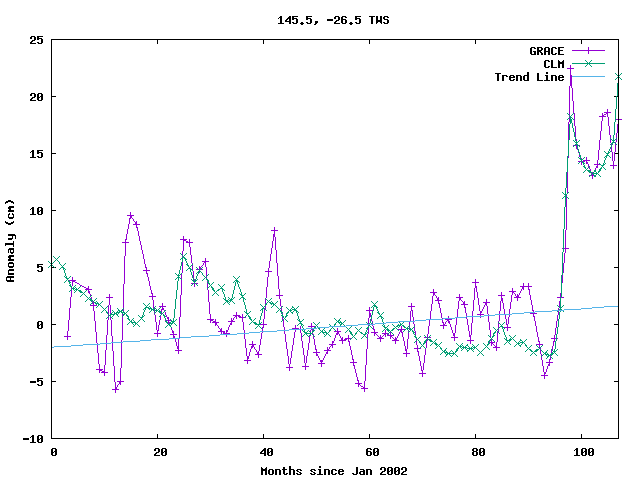 145.5, -26.5 TWS
GRACE
CLM
Trend Line
25
20
15
10
5
0
-5
-10
Anomaly (cm)
0 20 40 60 80 100
Months since Jan 2002